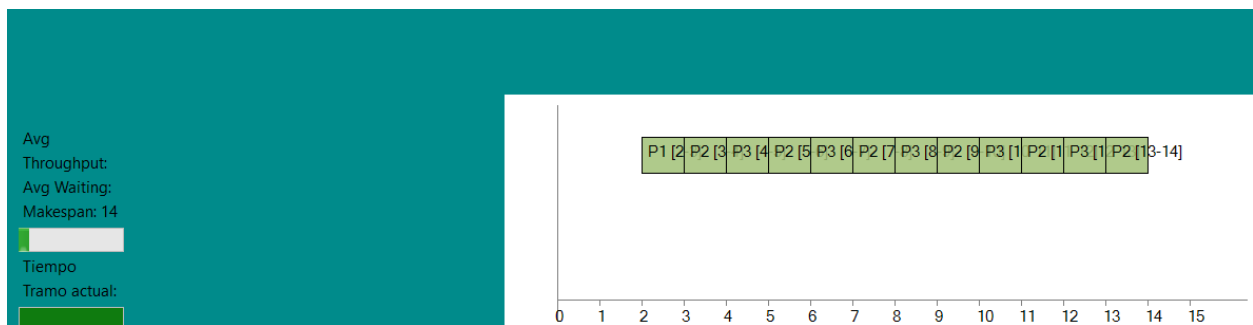 Avg
Throughput:
Avg Waiting:
Makespan: 14
Tiempo
Tramo actual:
P1 [2 P2 [3 P3 [4 P2 [5 P3 [6 P2 [7 P3 [8 P2 [9 P3 [1 P2 [1 P3 [1 P2 [13-14]
0 1 2 3 4 5 6 7 8 9 10 11 12 13 14 15